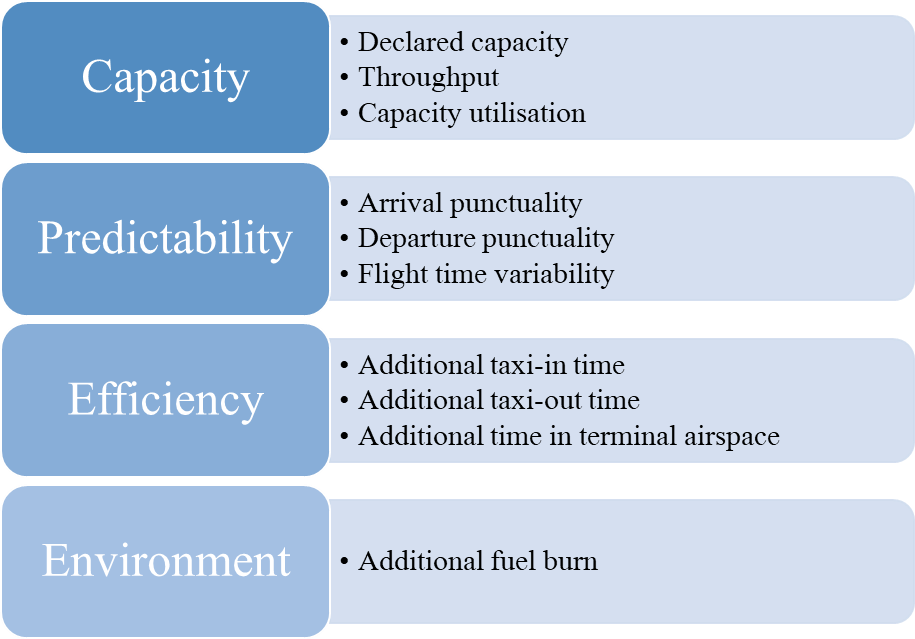 Capacity
• Declared capacity
• Throughput
• Capacity utilisation
Predictability
• Arrival punctuality
• Departure punctuality
• Flight time variability
Efficiency
• Additional taxi-in time
• Additional taxi-out time
• Additional time in terminal airspace
Environment
• Additional fuel burn